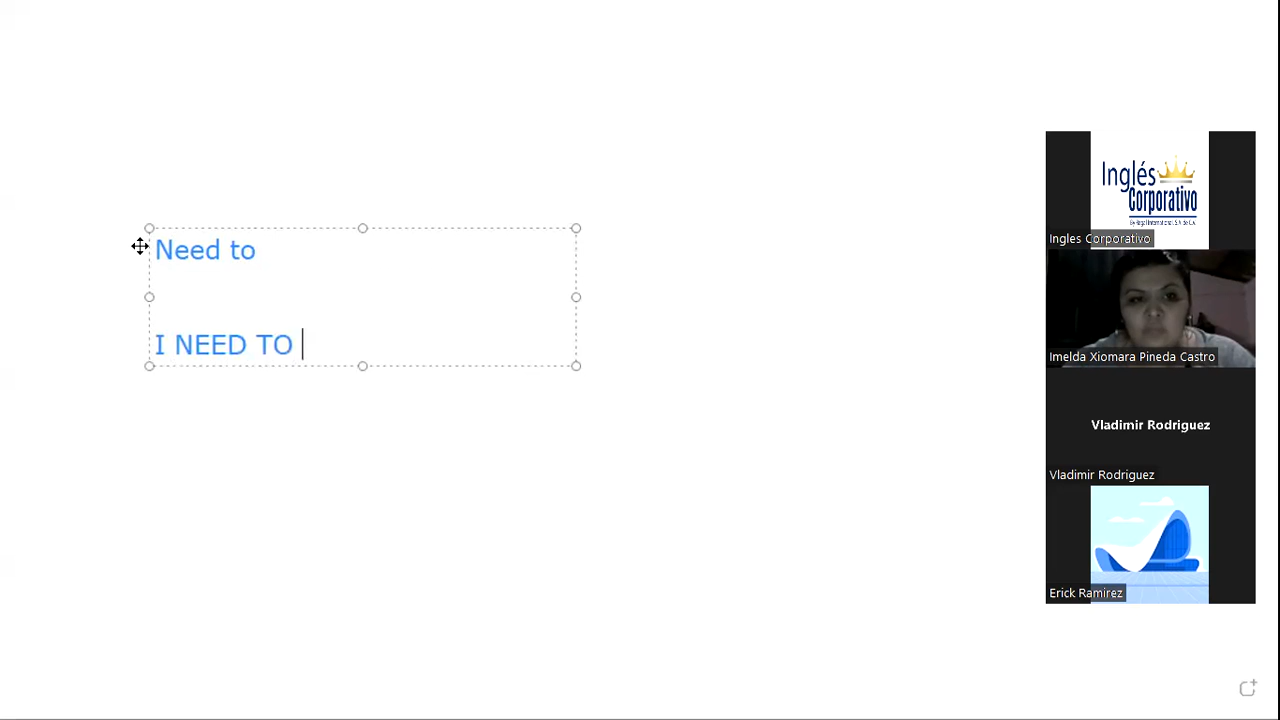 Need to
I NEED TO
Inglés
Corporativo
Ingles Corporativo
Imelda Xiomara Pineda Castro
Vladimir Rodriguez
Vladimir Rodriguez
Erick Ramirez